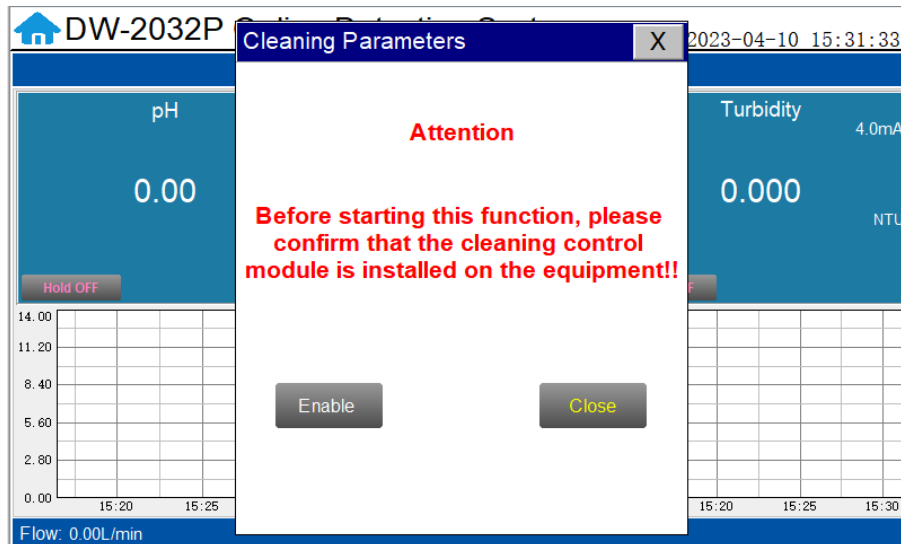 DW-2032P
Cleaning Parameters
X
2023-04-10 15:31:33
pH
Attention
Turbidity
4.0mA
0.00
0.000
Before starting this function, please
confirm that the cleaning control
module is installed on the equipment!!
NTU
Hold OFF
F
14.00
11.20
8.40
5.60
2.80
0.00
Enable
Close
15:20 15:25
15:20 15:25 15:30
Flow: 0.00L/min